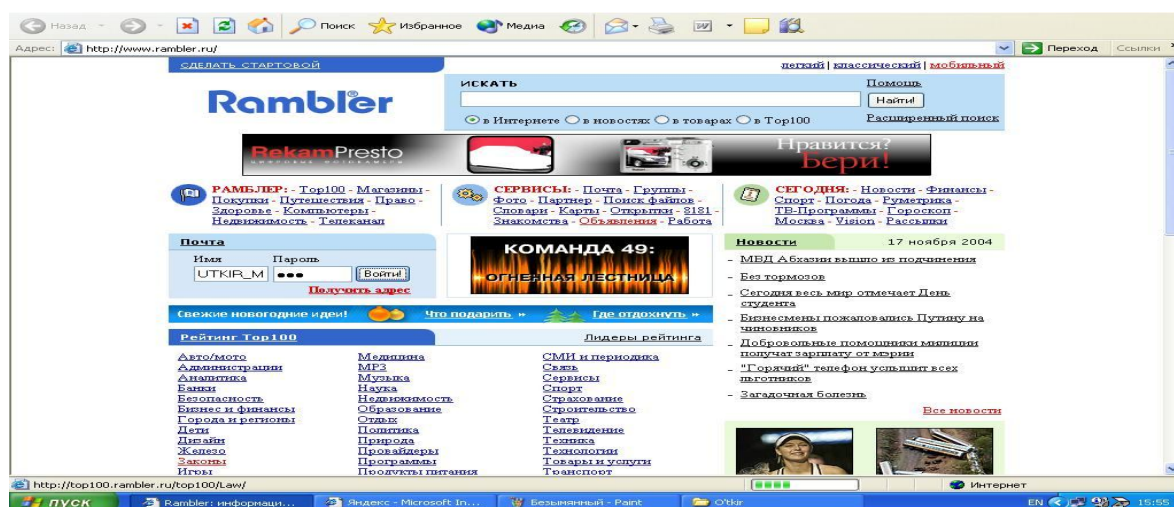 Назад Поиск Избранное Медиа
Адрес: http://www.rambler.ru/ Переход Ссылки
СДЕЛАТЬ СТАРТОВОЙ легкий | классический | мобильный
Rambler
ИСКАТЬ Помощь
Найти!
в Интернете в новостях в товарах в Top100 Расширенный поиск
RekamPresto Нравится?
ЦИФРОВЫЕ ФОТОКАМЕРЫ Бери!
РАМБЛЕР: - Top100 - Магазины -
Покупки - Путешествия - Право -
Здоровье - Компьютеры -
Недвижимость - Телеканал
СЕРВИСЫ: - Почта - Группы -
Фото - Партнер - Поиск файлов -
Словари - Карты - Открытки - 8181 -
Знакомства - Объявления - Работа
СЕГОДНЯ: - Новости - Финансы -
Спорт - Погода - Руметрика -
ТВ-Программы - Гороскоп -
Москва - Vision - Рассылки
Почта
Имя Пароль
UTKIR_M ●●● Войти!
Получить адрес
КОМАНДА 49:
ОГНЕННАЯ ЛЕСТНИЦА
Новости 17 ноября 2004
- МВД Абхазии вышло из подчинения
- Без тормозов
- Сегодня весь мир отмечает День
студента
- Бизнесмены пожаловались Путину на
чиновников
- Добровольные помощники милиции
получат зарплату от мэрии
- "Горячий" телефон услышит всех
льготников
- Загадочная болезнь
Все новости
Свежие новогодние идеи! Что подарить » Где отдохнуть »
Рейтинг Top100 Лидеры рейтинга
Авто/мото
Администрации
Аналитика
Банки
Безопасность
Бизнес и финансы
Города и регионы
Дети
Дизайн
Железо
Законы
Игры
Медицина
MP3
Музыка
Наука
Недвижимость
Образование
Отдых
Политика
Природа
Провайдеры
Программы
Продукты питания
СМИ и периодика
Связь
Сервисы
Спорт
Страхование
Строительство
Театр
Телевидение
Техника
Технологии
Товары и услуги
Транспорт
http://top100.rambler.ru/top100/Law/ Интернет
пуск Rambler: информаци... Яндекс - Microsoft In... Безымянный - Paint O'tkir EN 15:55